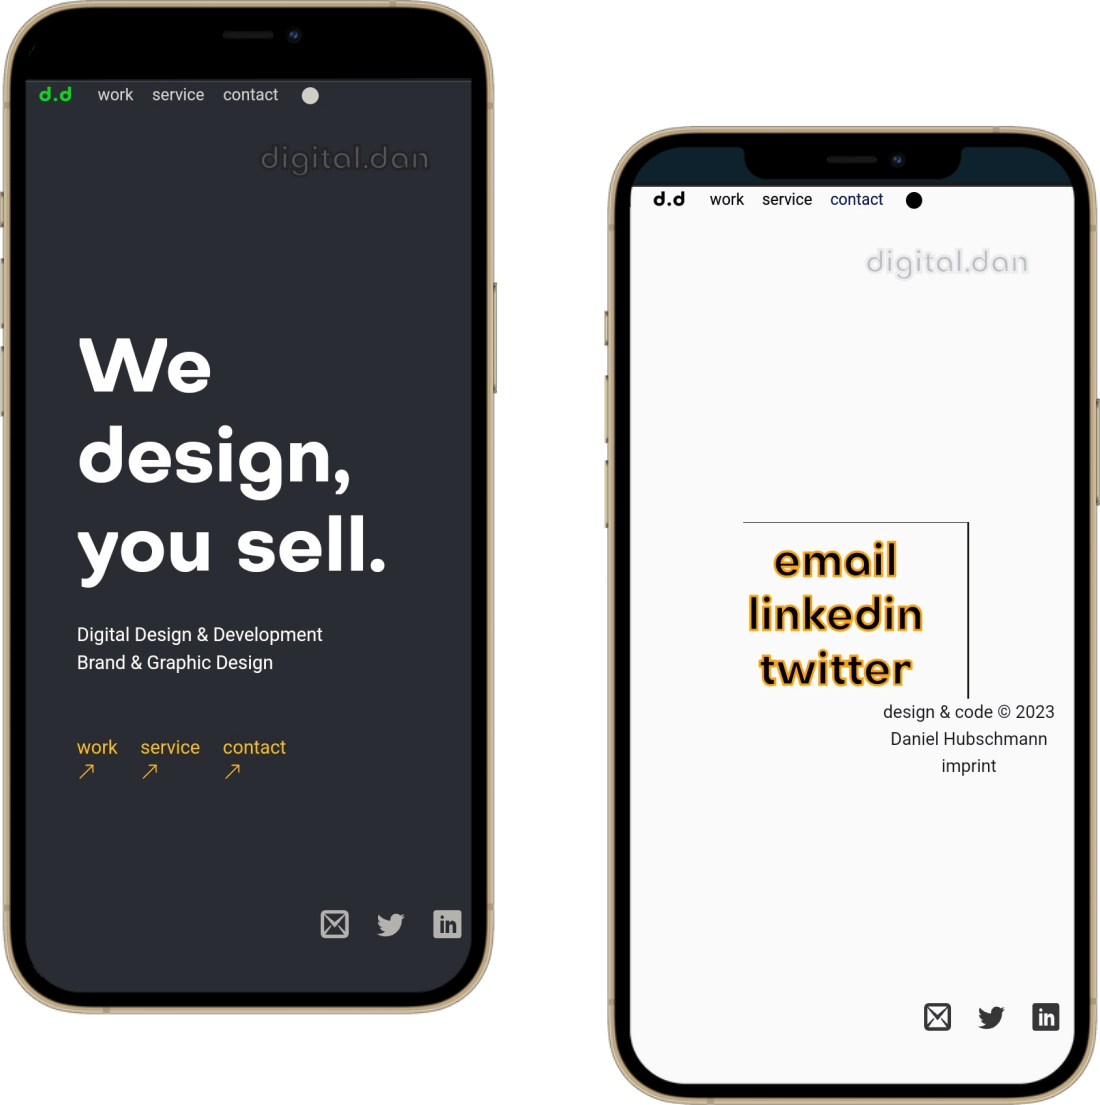 d.d work service contact
digital.dan
We
design,
you sell.
Digital Design & Development
Brand & Graphic Design
work service contact
in
d.d work service contact
digital.dan
email
linkedin
twitter
design & code © 2023
Daniel Hubschmann
imprint
in